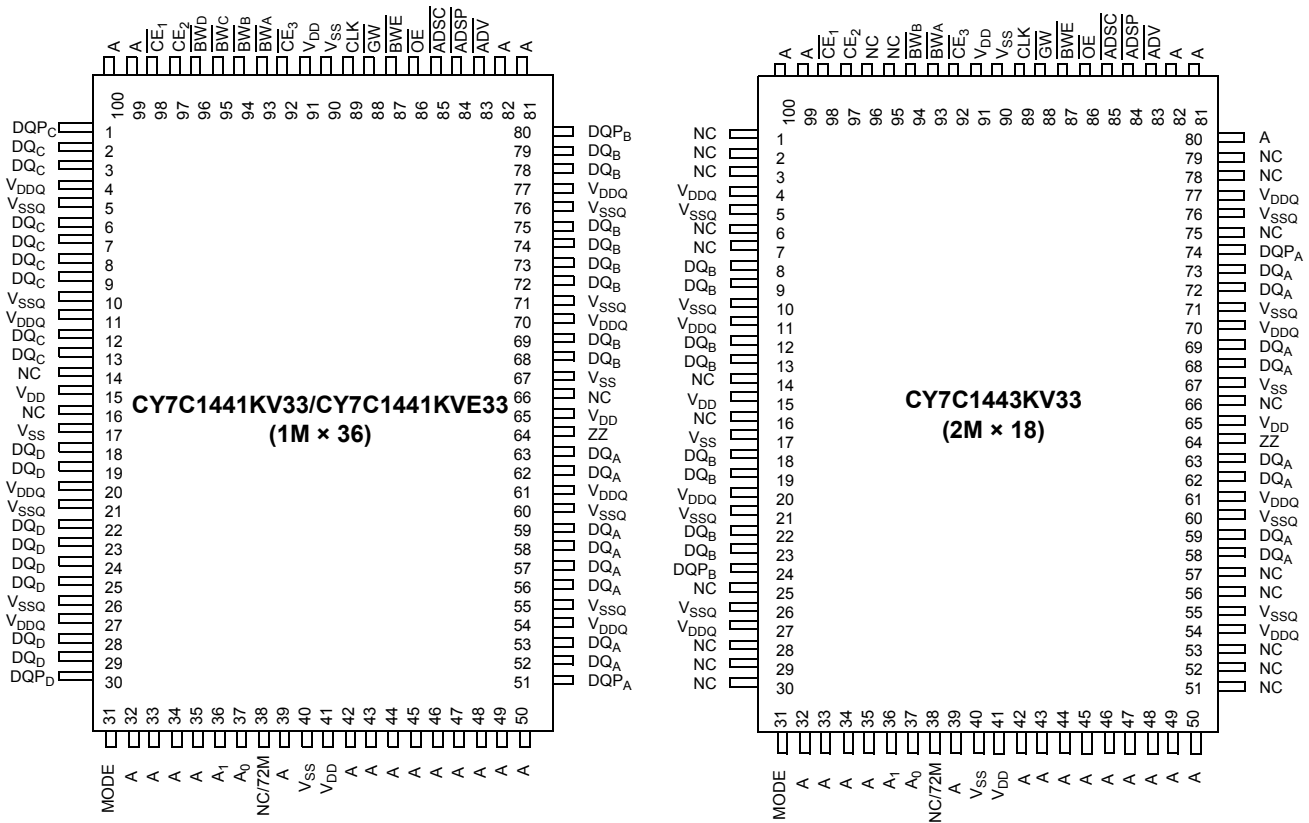 A A CE1 CE2 BWD BWC BWB BWA CE3 VDD VSS CLK GW BWE OE ADSC ADSP ADV A A
100 99 98 97 96 95 94 93 92 91 90 89 88 87 86 85 84 83 82 81
DQPC 1 80 DQPB
DQC 2 79 DQB
DQC 3 78 DQB
VDDQ 4 77 VDDQ
VSSQ 5 76 VSSQ
DQC 6 75 DQB
DQC 7 74 DQB
DQC 8 73 DQB
DQC 9 72 DQB
VSSQ 10 71 VSSQ
VDDQ 11 70 VDDQ
DQC 12 69 DQB
DQC 13 68 DQB
NC 14 67 VSS
VDD 15 66 NC
NC 16 65 VDD
VSS 17 64 ZZ
DQD 18 63 DQA
DQD 19 62 DQA
VDDQ 20 61 VDDQ
VSSQ 21 60 VSSQ
DQD 22 59 DQA
DQD 23 58 DQA
DQD 24 57 DQA
DQD 25 56 DQA
VSSQ 26 55 VSSQ
VDDQ 27 54 VDDQ
DQD 28 53 DQA
DQD 29 52 DQA
DQPD 30 51 DQPA
CY7C1441KV33/CY7C1441KVE33
(1M × 36)
31 32 33 34 35 36 37 38 39 40 41 42 43 44 45 46 47 48 49 50
MODE A A A A A1 A0 NC/72M A VSS VDD A A A A A A A A A
A A CE1 CE2 NC NC BWB BWA CE3 VDD VSS CLK GW BWE OE ADSC ADSP ADV A A
100 99 98 97 96 95 94 93 92 91 90 89 88 87 86 85 84 83 82 81
NC 1 80 A
NC 2 79 NC
NC 3 78 NC
VDDQ 4 77 VDDQ
VSSQ 5 76 VSSQ
NC 6 75 NC
NC 7 74 DQPA
DQB 8 73 DQA
DQB 9 72 DQA
VSSQ 10 71 VSSQ
VDDQ 11 70 VDDQ
DQB 12 69 DQA
DQB 13 68 DQA
NC 14 67 VSS
VDD 15 66 NC
NC 16 65 VDD
VSS 17 64 ZZ
DQB 18 63 DQA
DQB 19 62 DQA
VDDQ 20 61 VDDQ
VSSQ 21 60 VSSQ
DQB 22 59 DQA
DQB 23 58 DQA
DQPB 24 57 NC
NC 25 56 NC
VSSQ 26 55 VSSQ
VDDQ 27 54 VDDQ
NC 28 53 NC
NC 29 52 NC
NC 30 51 NC
CY7C1443KV33
(2M × 18)
31 32 33 34 35 36 37 38 39 40 41 42 43 44 45 46 47 48 49 50
MODE A A A A A1 A0 NC/72M A VSS VDD A A A A A A A A A